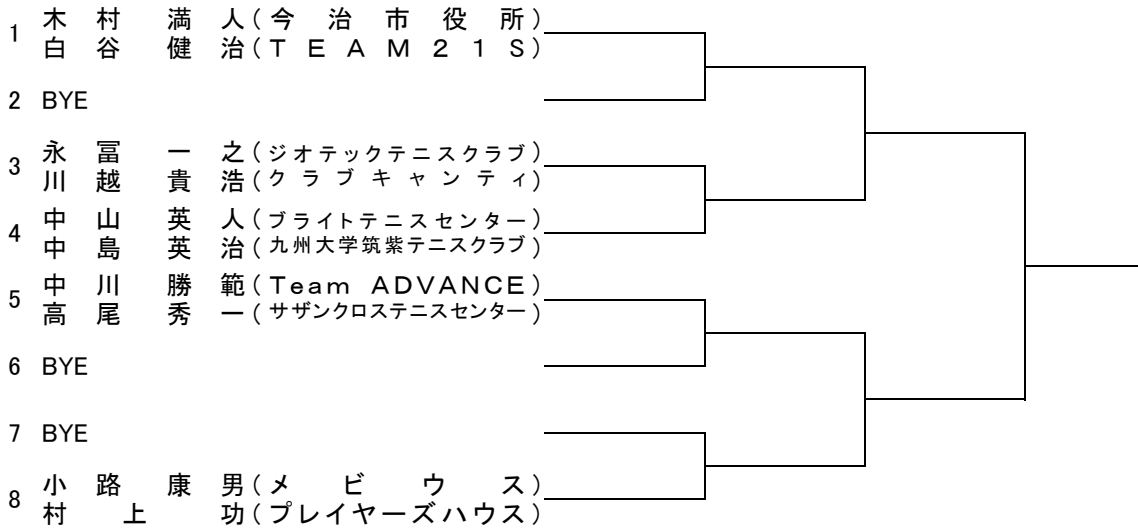 1 木村満人(今治市役所)
白谷健治(TEAM21S)
2 BYE
3 永冨一之(ジオテックテニスクラブ)
川越貴浩(クラブキャンティ)
4 中山英人(ブライトテニスセンター)
中島英治(九州大学筑紫テニスクラブ)
5 中川勝範(Team ADVANCE)
高尾秀一(サザンクロステニスセンター)
6 BYE
7 BYE
8 小路康男(メビウス)
村上功(プレイヤーズハウス)